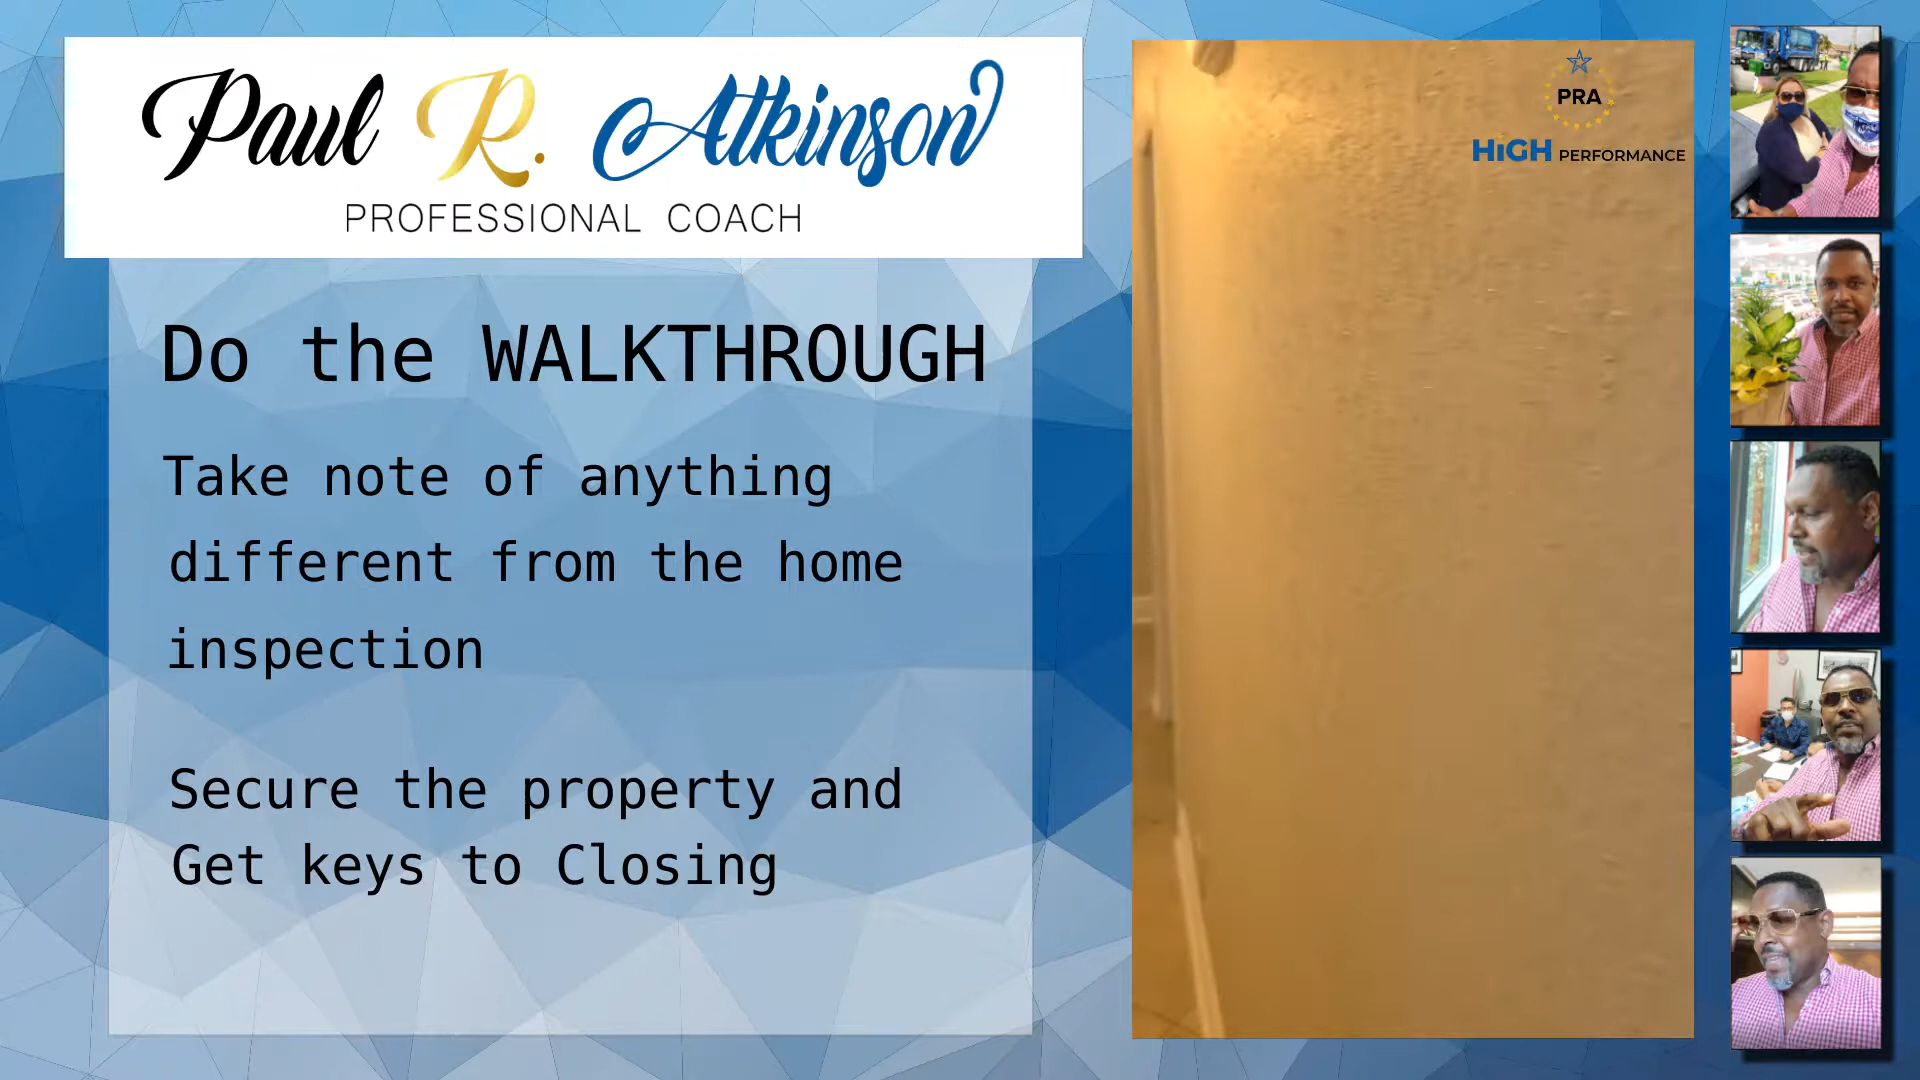 Paul R. Atkinson
PROFESSIONAL COACH
Do the WALKTHROUGH
Take note of anything
different from the home
inspection
Secure the property and
Get keys to Closing
PRA
HiGH PERFORMANCE